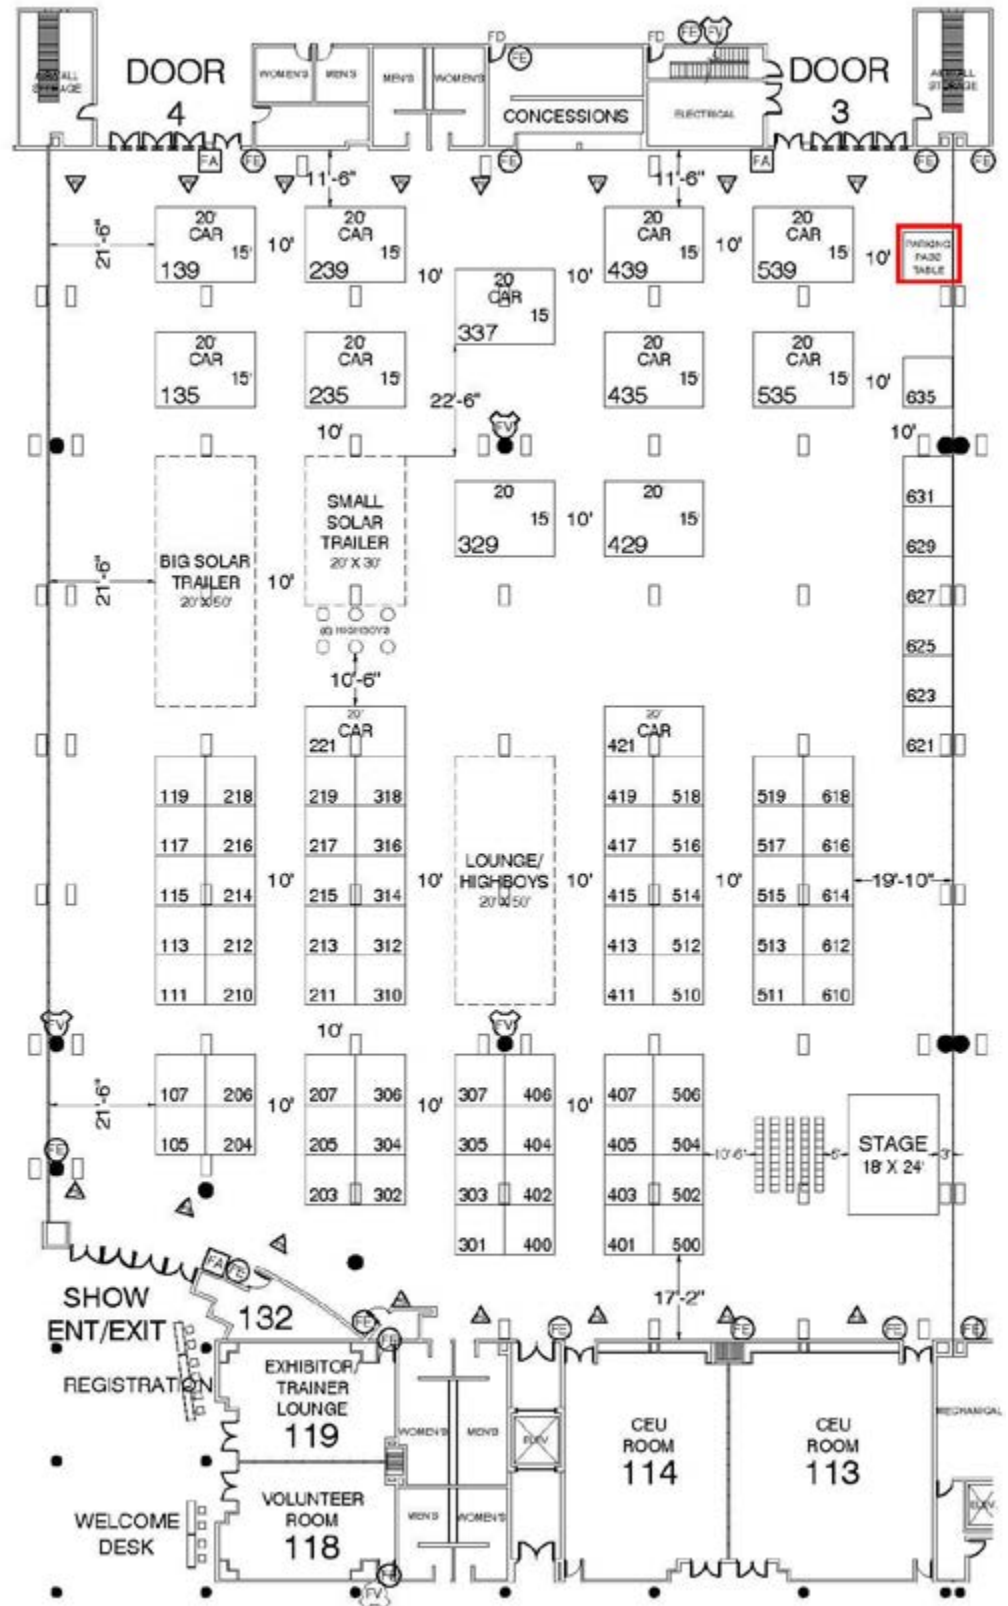 FD
FE
FV
FD
AIRWALL
STORAGE
DOOR
4
WOMEN'S
MEN'S
MEN'S
WOMEN'S
FE
CONCESSIONS
ELECTRICAL
DOOR
3
AIRWALL
STORAGE
FA
FE
FE
FA
FE
FE
11'-6"
11'-6"
21'-6"
20'
CAR
15'
139
10'
20'
CAR
15'
239
10'
20'
CAR
15'
337
10'
20'
CAR
15'
439
10'
20'
CAR
15'
539
10'
PARKING
PASS
TABLE
20'
CAR
15'
135
20'
CAR
15'
235
22'-6"
20'
CAR
15'
435
20'
CAR
15'
535
10'
635
10'
FV
10'
BIG SOLAR
TRAILER
20' X 50'
21'-6"
10'
SMALL
SOLAR
TRAILER
20' X 30'
(6) HIGHBOYS
10'-6"
20'
15'
329
10'
20'
15'
429
631
629
627
625
623
621
20'
CAR
221
20'
CAR
421
119 218
219 318
419 518
519 618
117 216
217 316
417 516
517 616
LOUNGE/
HIGHBOYS
20' X 50'
115 214
10'
215 314
10'
10'
415 514
10'
515 614
19'-10"
113 212
213 312
413 512
513 612
111 210
211 310
411 510
511 610
FV
10'
FV
21'-6"
107 206
207 306
307 406
407 506
10'
10'
10'
105 204
205 304
305 404
405 504
10'-6"
5'
STAGE
18' X 24'
3'
FE
203 302
303 402
403 502
301 400
401 500
17'-2"
FA
FE
SHOW
ENT/EXIT
132
FE
FE
FE
FE
FE
FE
REGISTRATION
EXHIBITOR/
TRAINER
LOUNGE
119
WOMEN'S
MEN'S
ELEV.
CEU
ROOM
114
CEU
ROOM
113
MECHANICAL
ELEV.
WELCOME
DESK
VOLUNTEER
ROOM
118
MEN'S
WOMEN'S
FE
FV